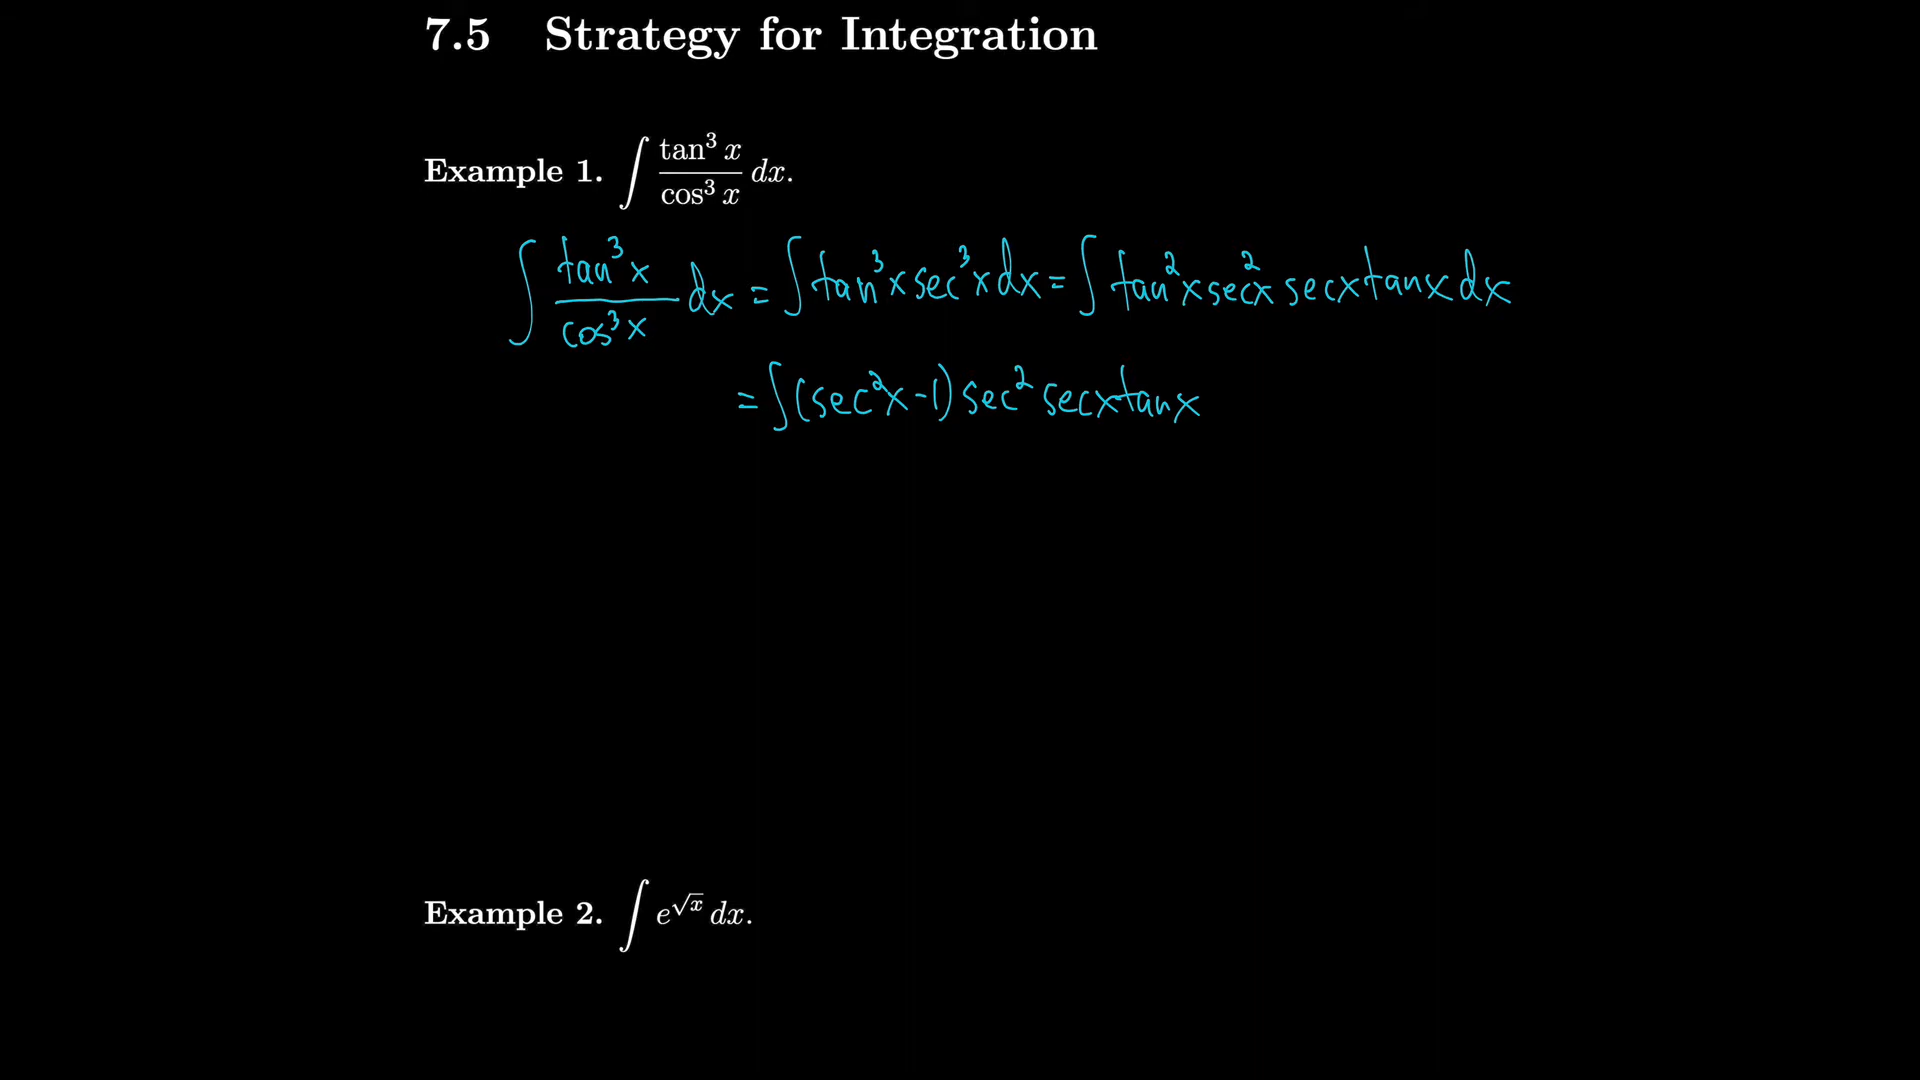 7.5 Strategy for Integration
Example 1. ∫ tan³ x / cos³ x dx.
∫ tan³x / cos³x dx = ∫ tan³x sec³x dx = ∫ tan²x sec²x secx tanx dx
= ∫ (sec²x - 1) sec² secx tanx
Example 2. ∫ e^√x dx.